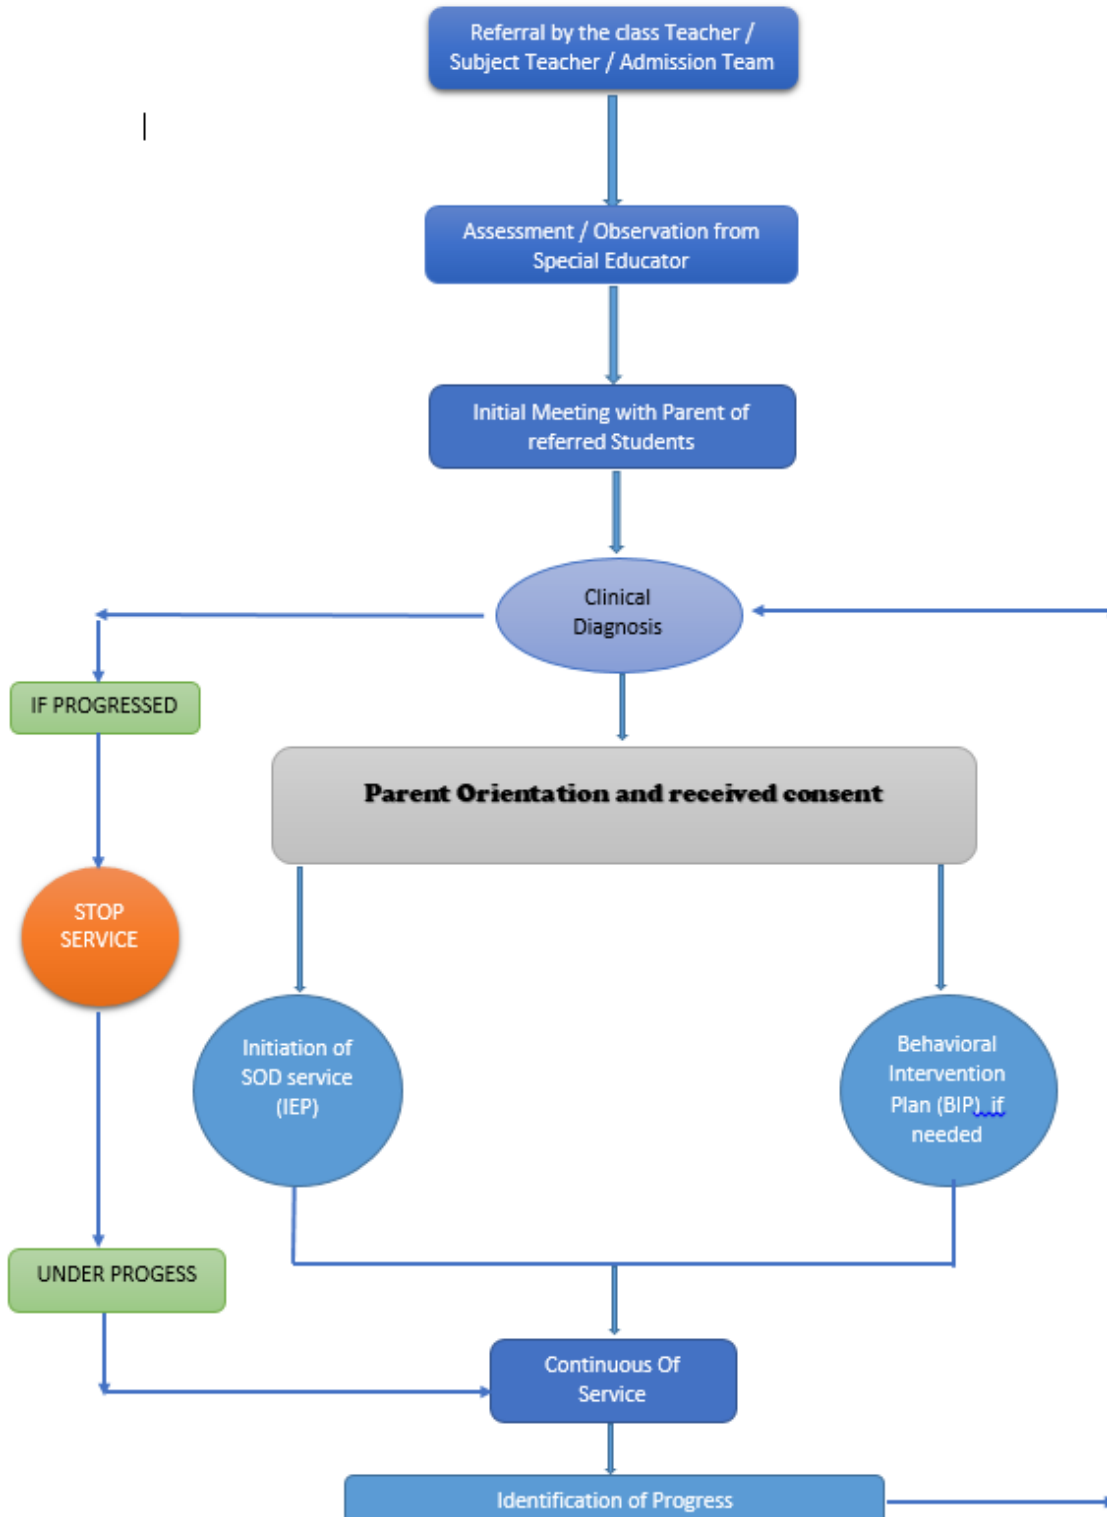 Referral by the class Teacher /
Subject Teacher / Admission Team
Assessment / Observation from
Special Educator
Initial Meeting with Parent of
referred Students
Clinical
Diagnosis
IF PROGRESSED
Parent Orientation and received consent
STOP
SERVICE
Initiation of
SOD service
(IEP)
Behavioral
Intervention
Plan (BIP) if
needed
UNDER PROGESS
Continuous Of
Service
Identification of Progress